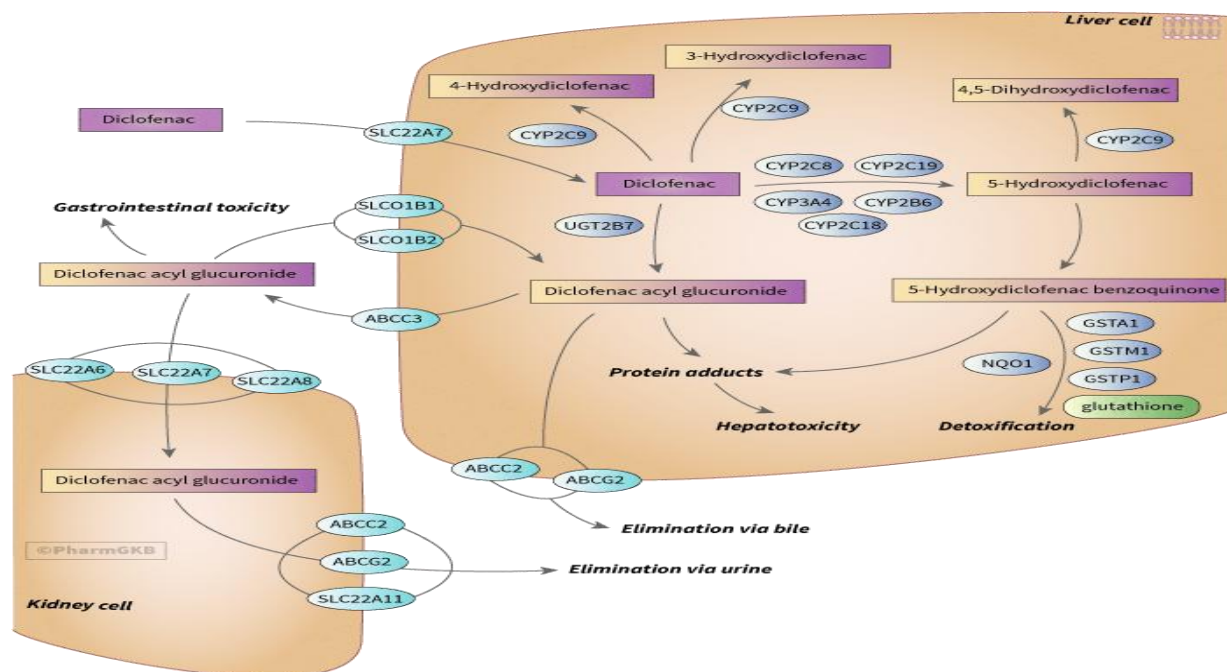 Liver cell
3-Hydroxydiclofenac
4-Hydroxydiclofenac
4,5-Dihydroxydiclofenac
CYP2C9
Diclofenac
SLC22A7
CYP2C9
CYP2C9
CYP2C8
CYP2C19
Diclofenac
5-Hydroxydiclofenac
CYP3A4
CYP2B6
CYP2C18
Gastrointestinal toxicity
SLCO1B1
UGT2B7
SLCO1B2
Diclofenac acyl glucuronide
Diclofenac acyl glucuronide
5-Hydroxydiclofenac benzoquinone
ABCC3
GSTA1
GSTM1
NQO1
GSTP1
glutathione
SLC22A6
SLC22A7
SLC22A8
Protein adducts
Hepatotoxicity
Detoxification
ABCC2
ABCG2
Diclofenac acyl glucuronide
Elimination via bile
ABCC2
©PharmGKB
ABCG2
Elimination via urine
SLC22A11
Kidney cell